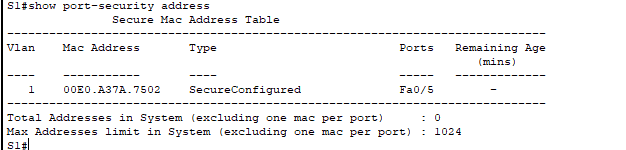 S1#show port-security address
Secure Mac Address Table
-------------------------------------------------------------------------------
Vlan Mac Address Type Ports Remaining Age
(mins)
---- ----------- ---- ----- -------------
1 00E0.A37A.7502 SecureConfigured Fa0/5 -
-------------------------------------------------------------------------------
Total Addresses in System (excluding one mac per port) : 0
Max Addresses limit in System (excluding one mac per port) : 1024
S1#